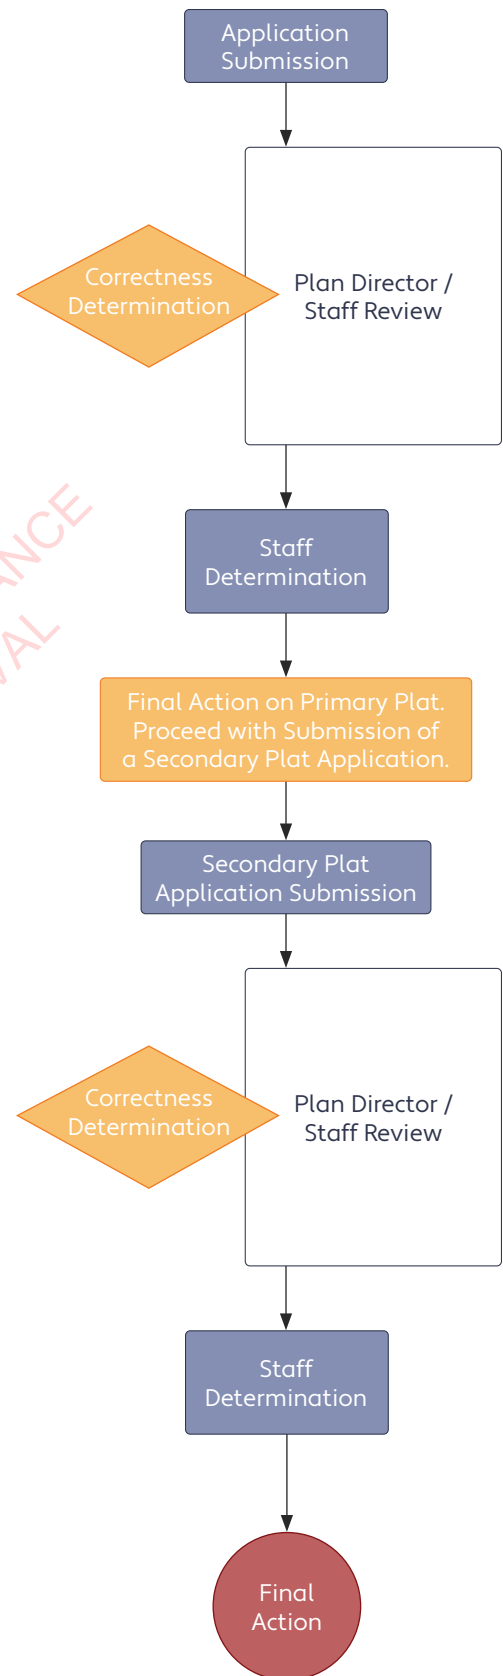 Application
Submission
Correctness
Determination
Plan Director /
Staff Review
Staff
Determination
Final Action on Primary Plat.
Proceed with Submission of
a Secondary Plat Application.
Secondary Plat
Application Submission
Correctness
Determination
Plan Director /
Staff Review
Staff
Determination
Final
Action